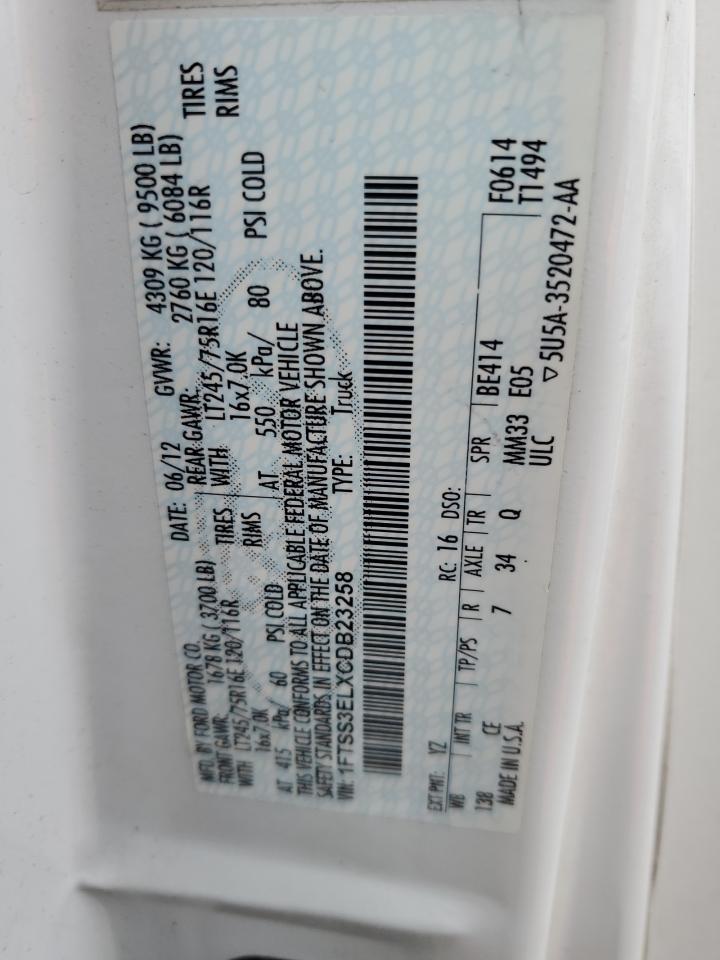 MFD. BY FORD MOTOR CO.
DATE: 06/12 GVWR: 4309 KG ( 9500 LB)
FRONT GAWR: 1678 KG ( 3700 LB) REAR GAWR: 2760 KG ( 6084 LB)
WITH LT245/75R16E 120/116R TIRES WITH LT245/75R16E 120/116R TIRES
16x7.0K RIMS 16x7.0K RIMS
AT 415 kPa/ 60 PSI COLD AT 550 kPa/ 80 PSI COLD
THIS VEHICLE CONFORMS TO ALL APPLICABLE FEDERAL MOTOR VEHICLE
SAFETY STANDARDS IN EFFECT ON THE DATE OF MANUFACTURE SHOWN ABOVE.
VIN: 1FTSS3ELXCDB23258 TYPE: Truck
F0614
T1494
EXT PNT: YZ RC: 16 DSO:
WB INT TR TP/PS R AXLE TR SPR BE414
138 CE 7 34 Q MM33 E05
MADE IN U.S.A. ULC
▽5U5A-3520472-AA